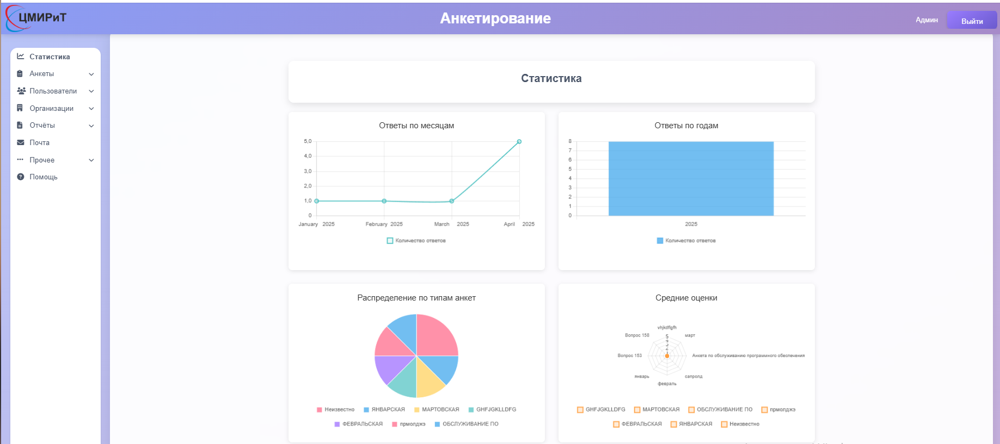 ЦМИРиТ
Анкетирование
Админ
Выйти
Статистика
Анкеты
Пользователи
Организации
Отчёты
Почта
Прочее
Помощь
Статистика
Ответы по месяцам
5,0
4,0
3,0
2,0
1,0
0
January 2025 February 2025 March 2025 April 2025
Количество ответов
Ответы по годам
8
7
6
5
4
3
2
1
0
2025
Количество ответов
Распределение по типам анкет
Неизвестно ЯНВАРСКАЯ МАРТОВСКАЯ GHFJGKLLDFG
ФЕВРАЛЬСКАЯ прмолджэ ОБСЛУЖИВАНИЕ ПО
Средние оценки
vhjkdflgfh
Вопрос 158 март
5
4
3
2
1
Вопрос 153 Анкета по обслуживанию программного обеспечения
январь сапролд
февраль
GHFJGKLLDFG МАРТОВСКАЯ ОБСЛУЖИВАНИЕ ПО прмолджэ
ФЕВРАЛЬСКАЯ ЯНВАРСКАЯ Неизвестно